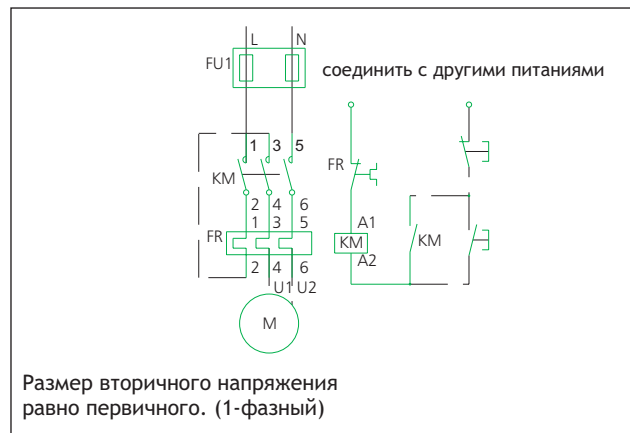 L N
FU1
соединить с другими питаниями
1 3 5
KM
FR
2 4 6
1 3 5
A1
FR
KM
KM
A2
2 4 6
U1 U2
M
Размер вторичного напряжения
равно первичного. (1-фазный)